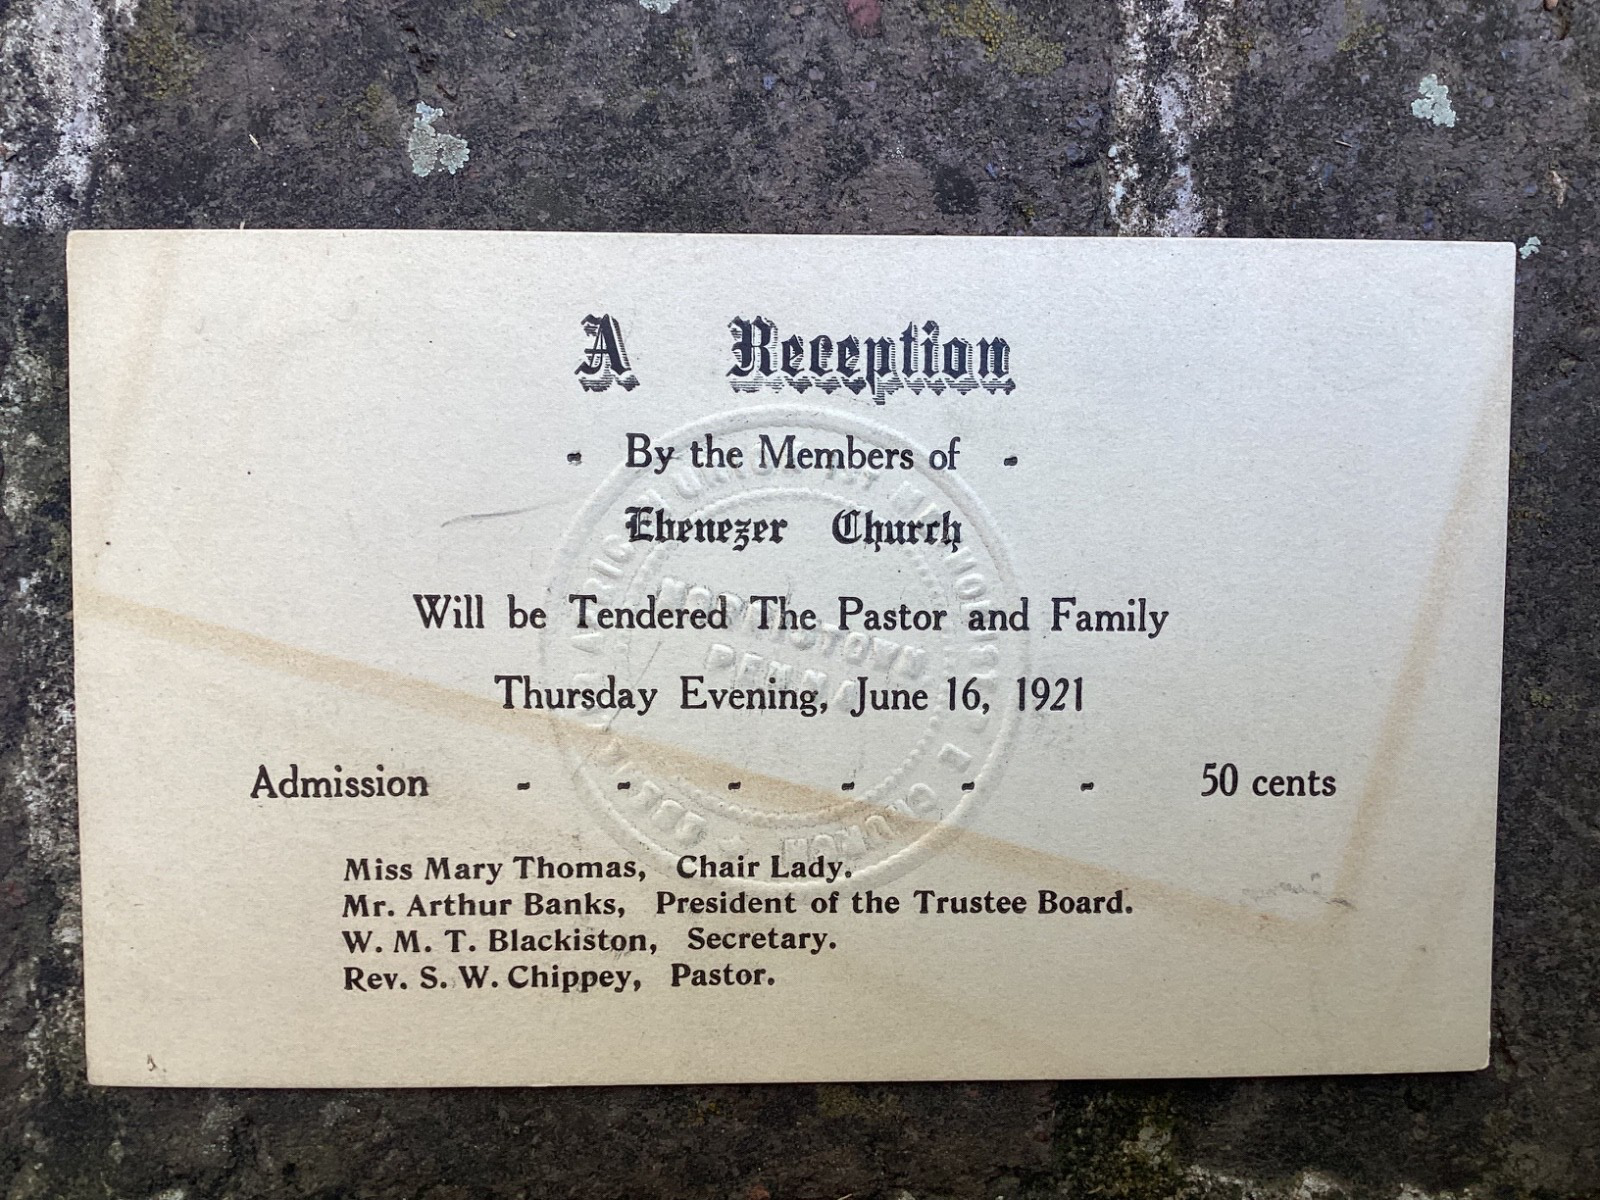 A Reception
- By the Members of -
Ebenezer Church
Will be Tendered The Pastor and Family
Thursday Evening, June 16, 1921
Admission - - - - - - 50 cents
Miss Mary Thomas, Chair Lady.
Mr. Arthur Banks, President of the Trustee Board.
W. M. T. Blackiston, Secretary.
Rev. S. W. Chippey, Pastor.
NORRISTOWN
PENNA